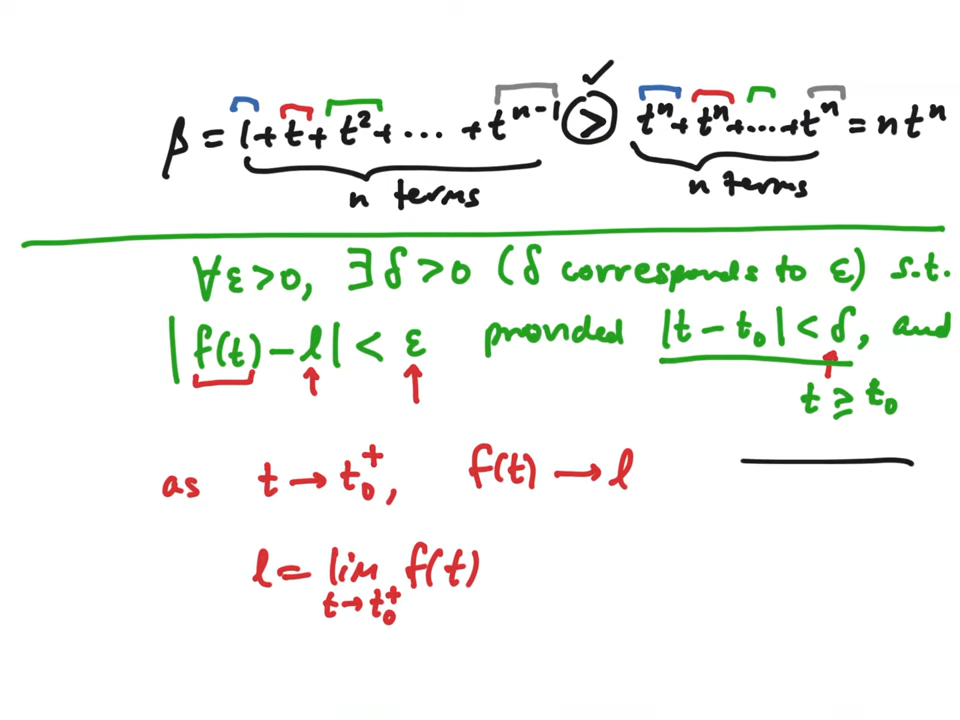 β = 1 + t + t² + ... + tⁿ⁻¹ > tⁿ + tⁿ + ... + tⁿ = n tⁿ
n terms n terms
∀ε > 0, ∃δ > 0 (δ corresponds to ε) s.t.
|f(t) − l| < ε provided |t − t₀| < δ, and
t ≥ t₀
as t → t₀⁺, f(t) → l
l = lim f(t)
t → t₀⁺